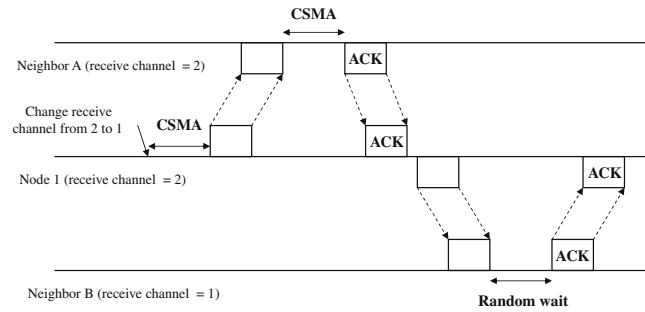 CSMA
Neighbor A (receive channel = 2)
ACK
Change receive
channel from 2 to 1
CSMA
ACK
Node 1 (receive channel = 2)
ACK
ACK
Neighbor B (receive channel = 1)
Random wait